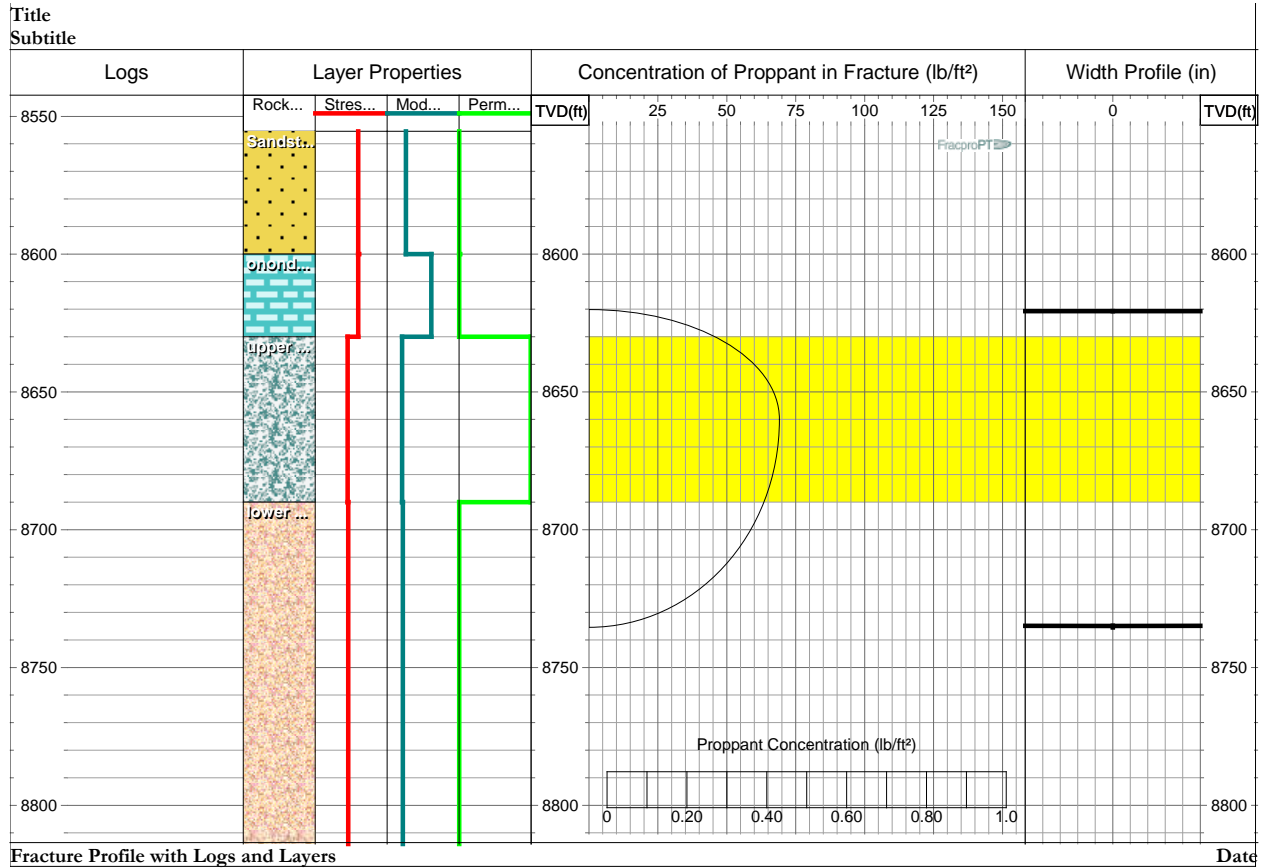 Title
Subtitle
Logs Layer Properties Concentration of Proppant in Fracture (lb/ft²) Width Profile (in)
Rock... Stres... Mod... Perm... TVD(ft) 25 50 75 100 125 150 0 TVD(ft)
8550
Sandst...
FracproPT
8600 8600 8600
onond...
upper ...
8650 8650 8650
lower ...
8700 8700 8700
8750 8750 8750
Proppant Concentration (lb/ft²)
8800 8800 8800
0 0.20 0.40 0.60 0.80 1.0
Fracture Profile with Logs and Layers Date